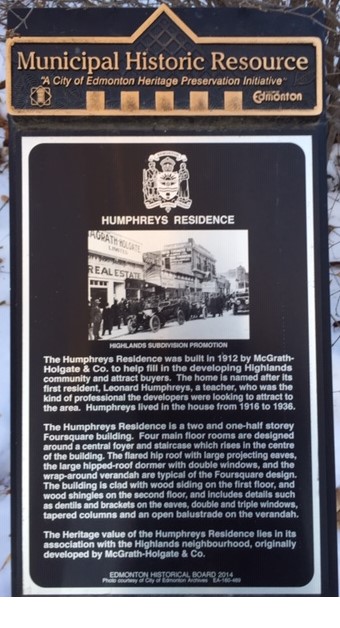 Municipal Historic Resource
"A City of Edmonton Heritage Preservation Initiative"
Edmonton
HUMPHREYS RESIDENCE
AGRATH HOLGATE
LIMITED
REAL ESTATE
HIGHLANDS SUBDIVISION PROMOTION
The Humphreys Residence was built in 1912 by McGrath-
Holgate & Co. to help fill in the developing Highlands
community and attract buyers. The home is named after its
first resident, Leonard Humphreys, a teacher, who was the
kind of professional the developers were looking to attract to
the area. Humphreys lived in the house from 1916 to 1936.
The Humphreys Residence is a two and one-half storey
Foursquare building. Four main floor rooms are designed
around a central foyer and staircase which rises in the centre
of the building. The flared hip roof with large projecting eaves,
the large hipped-roof dormer with double windows, and the
wrap-around verandah are typical of the Foursquare design.
The building is clad with wood siding on the first floor, and
wood shingles on the second floor, and includes details such
as dentils and brackets on the eaves, double and triple windows,
tapered columns and an open balustrade on the verandah.
The Heritage value of the Humphreys Residence lies in its
association with the Highlands neighbourhood, originally
developed by McGrath-Holgate & Co.
EDMONTON HISTORICAL BOARD 2014
Photo courtesy of City of Edmonton Archives EA-160-469